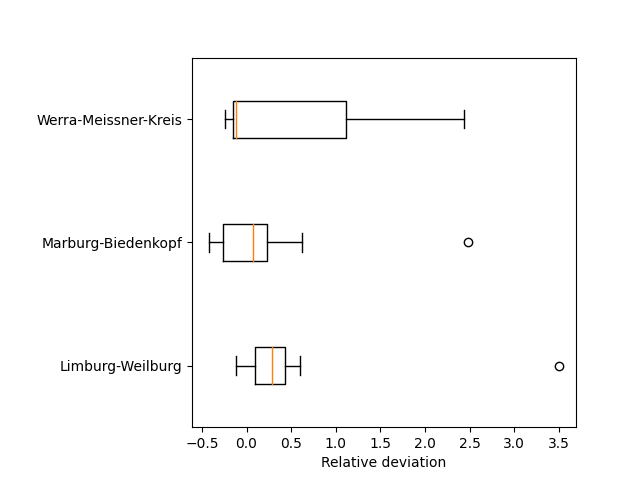 Werra-Meissner-Kreis
Marburg-Biedenkopf
Limburg-Weilburg
−0.5 0.0 0.5 1.0 1.5 2.0 2.5 3.0 3.5
Relative deviation